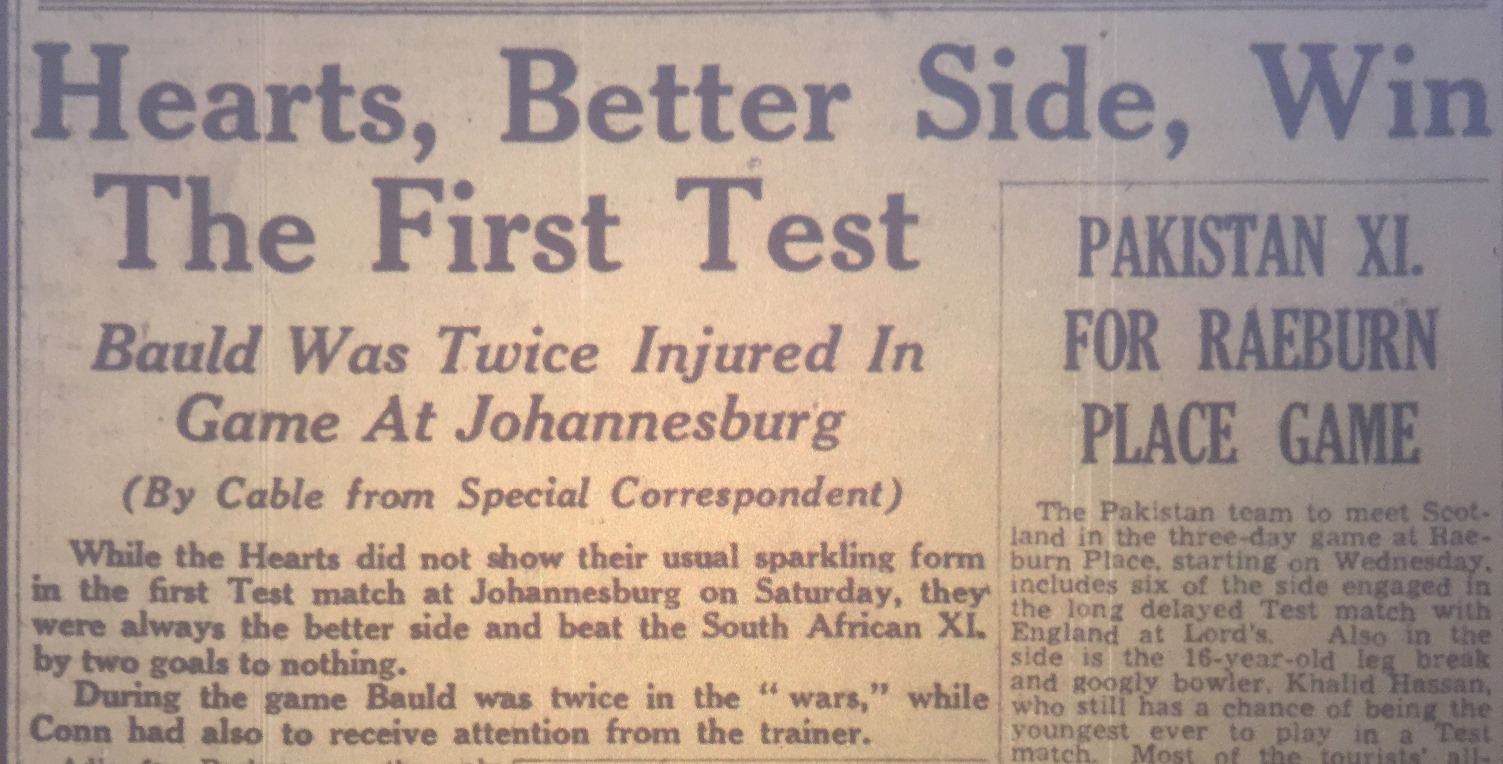 Hearts, Better Side, Win
The First Test
Bauld Was Twice Injured In
Game At Johannesburg
(By Cable from Special Correspondent)
While the Hearts did not show their usual sparkling form
in the first Test match at Johannesburg on Saturday, they
were always the better side and beat the South African XI.
by two goals to nothing.
During the game Bauld was twice in the “ wars,” while
Conn had also to receive attention from the trainer.
PAKISTAN XI.
FOR RAEBURN
PLACE GAME
The Pakistan team to meet Scot-
land in the three-day game at Rae-
burn Place, starting on Wednesday,
includes six of the side engaged in
the long delayed Test match with
England at Lord's. Also in the
side is the 16-year-old leg break
and googly bowler, Khalid Hassan,
who still has a chance of being the
youngest ever to play in a Test
match. Most of the tourists' all-